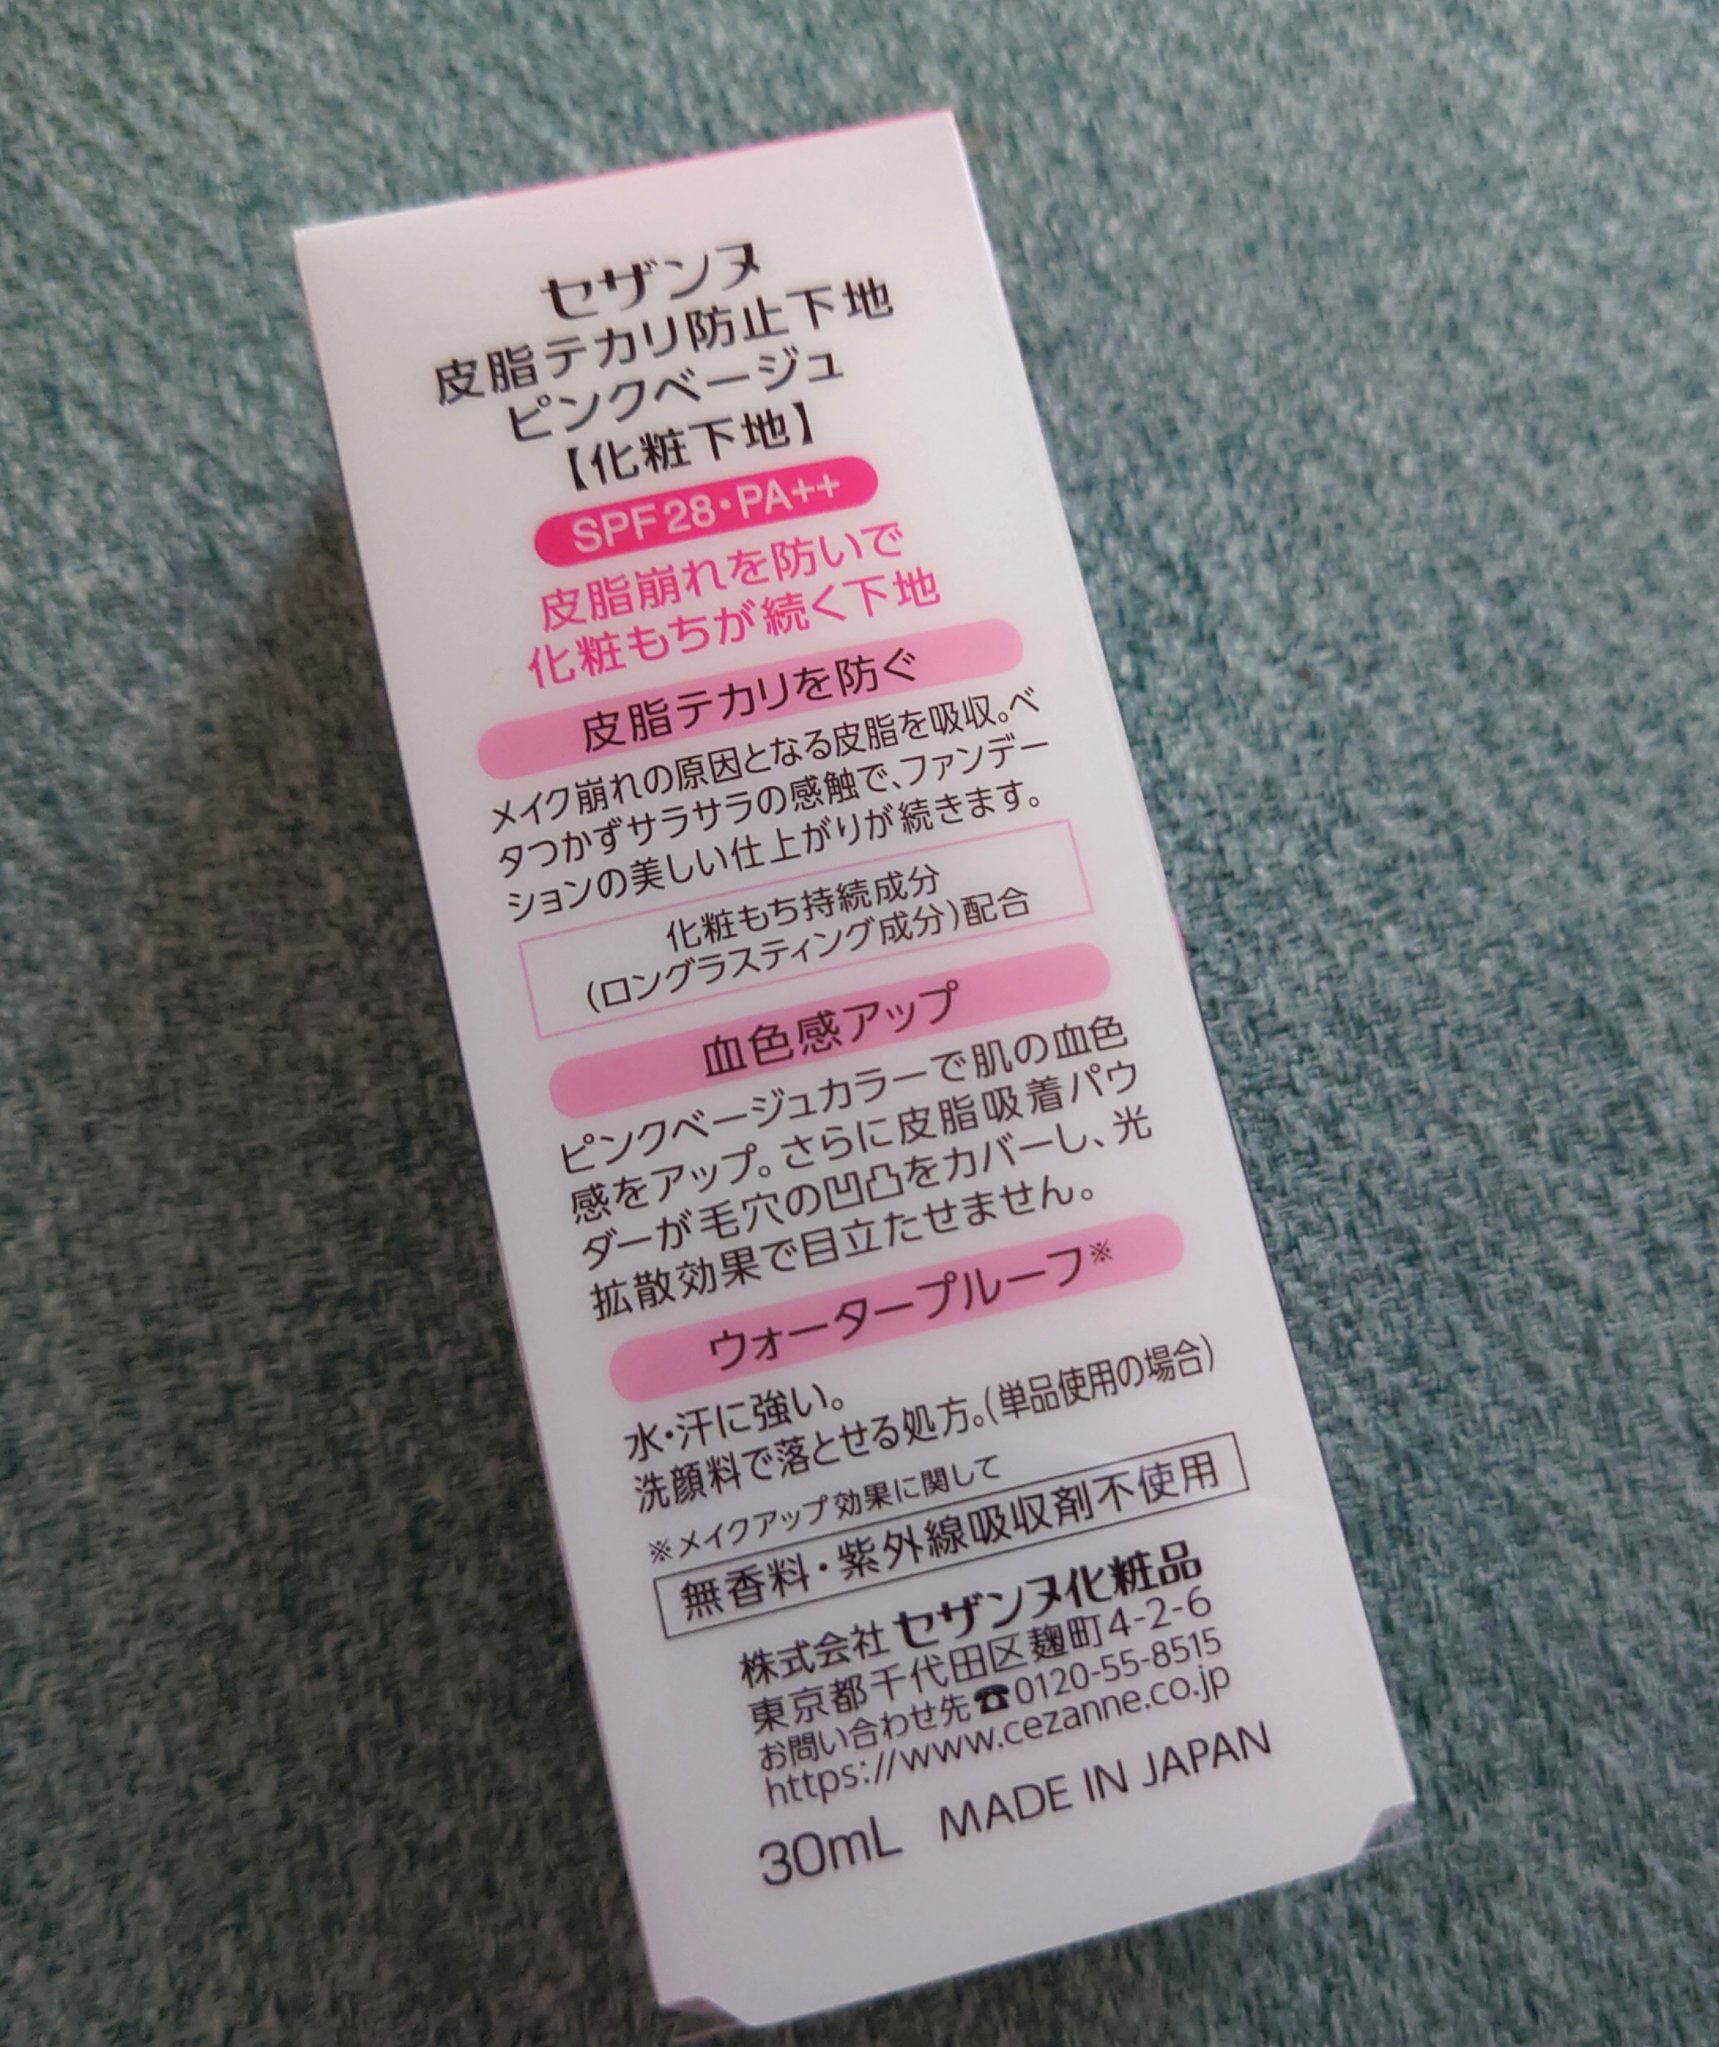 セザンヌ
皮脂テカリ防止下地
ピンクベージュ
【化粧下地】
SPF28・PA++
皮脂崩れを防いで
化粧もちが続く下地
皮脂テカリを防ぐ
メイク崩れの原因となる皮脂を吸収。ベ
タつかずサラサラの感触で、ファンデー
ションの美しい仕上がりが続きます。
化粧もち持続成分
(ロングラスティング成分)配合
血色感アップ
ピンクベージュカラーで肌の血色
感をアップ。さらに皮脂吸着パウ
ダーが毛穴の凹凸をカバーし、光
拡散効果で目立たせません。
ウォータープルーフ※
水・汗に強い。
洗顔料で落とせる処方。(単品使用の場合)
※メイクアップ効果に関して
無香料・紫外線吸収剤不使用
株式会社 セザンヌ化粧品
東京都千代田区麹町4-2-6
お問い合わせ先☎0120-55-8515
https://www.cezanne.co.jp
30mL MADE IN JAPAN